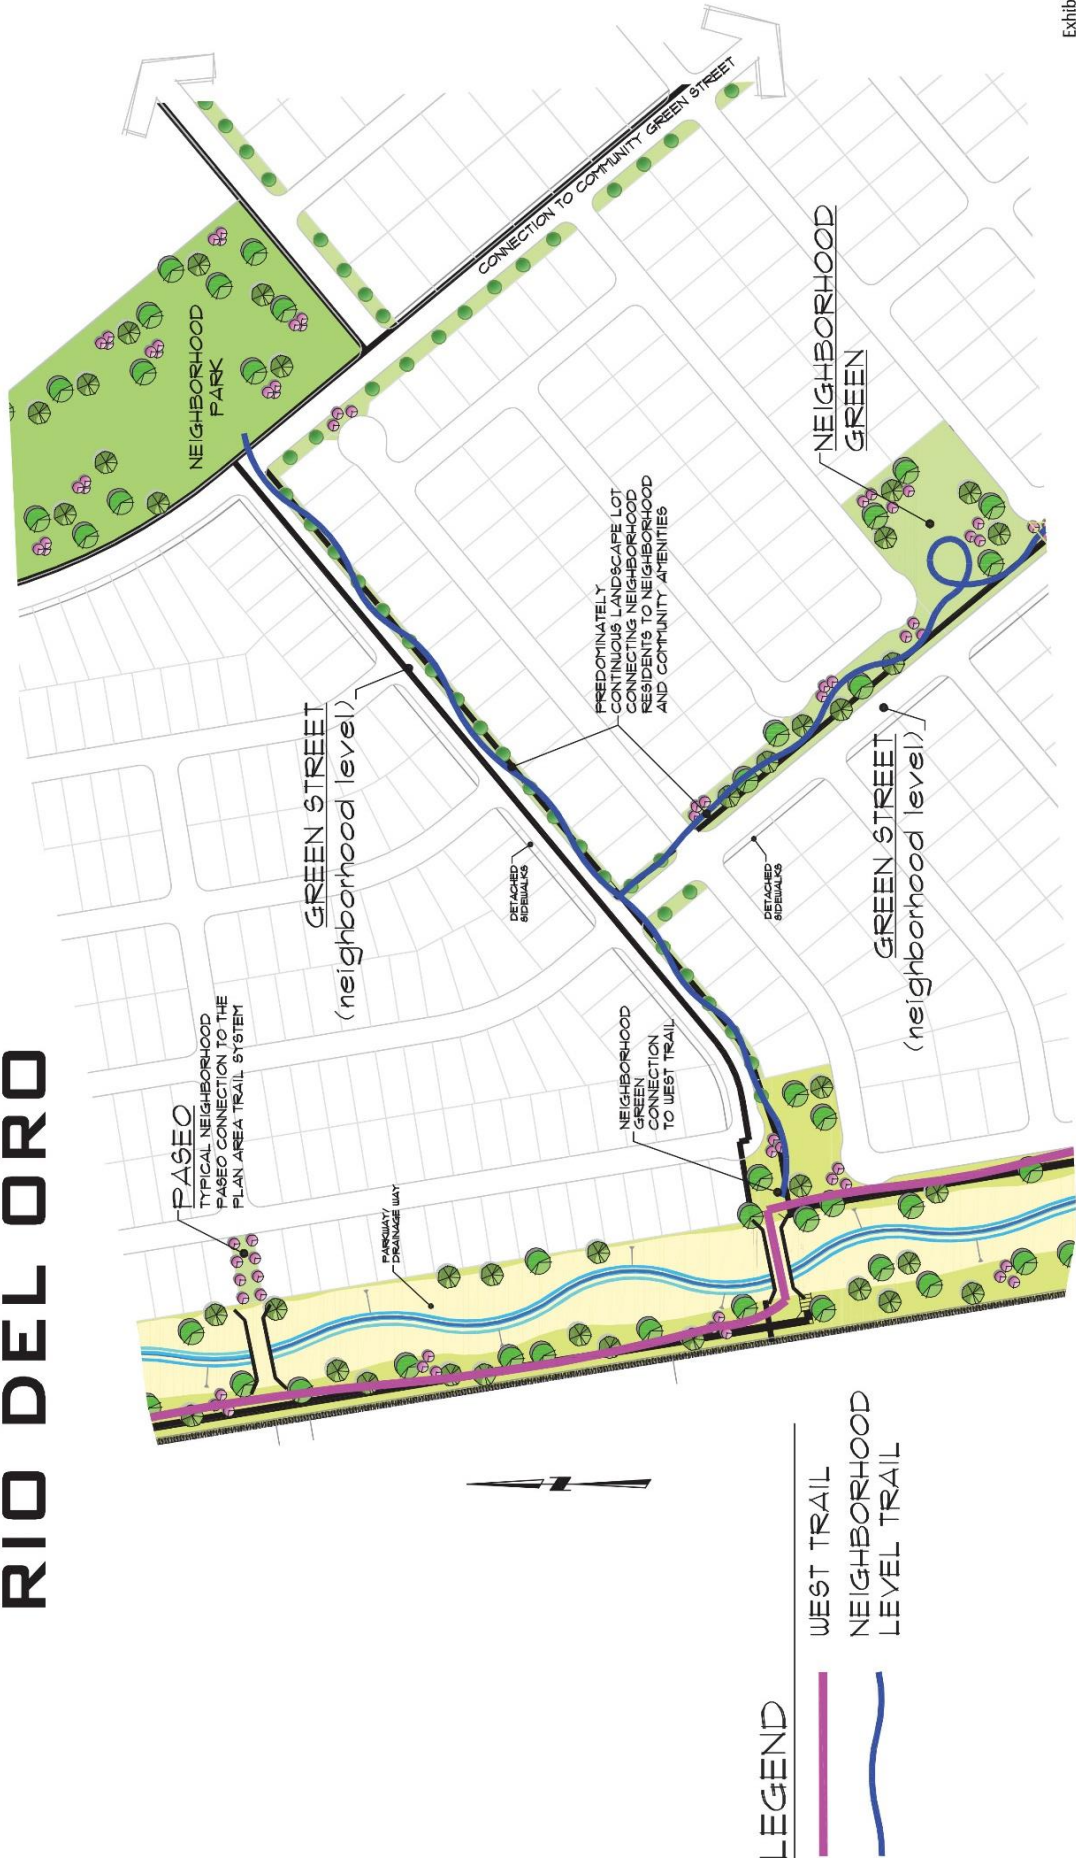 RIO DEL ORO
Exhib
NEIGHBORHOOD
PARK
CONNECTION TO COMMUNITY GREEN STREET
NEIGHBORHOOD
GREEN
PREDOMINATELY
CONTINUOUS LANDSCAPE LOT
CONNECTING NEIGHBORHOOD
RESIDENTS TO NEIGHBORHOOD
AND COMMUNITY AMENITIES
GREEN STREET
(neighborhood level)
DETACHED
SIDEWALKS
DETACHED
SIDEWALKS
GREEN STREET
(neighborhood level)
PASEO
TYPICAL NEIGHBORHOOD
PASEO CONNECTION TO THE
PLAN AREA TRAIL SYSTEM
NEIGHBORHOOD
GREEN
CONNECTION
TO WEST TRAIL
PARKWAY/
DRAINAGE WAY
N
LEGEND
WEST TRAIL
NEIGHBORHOOD
LEVEL TRAIL